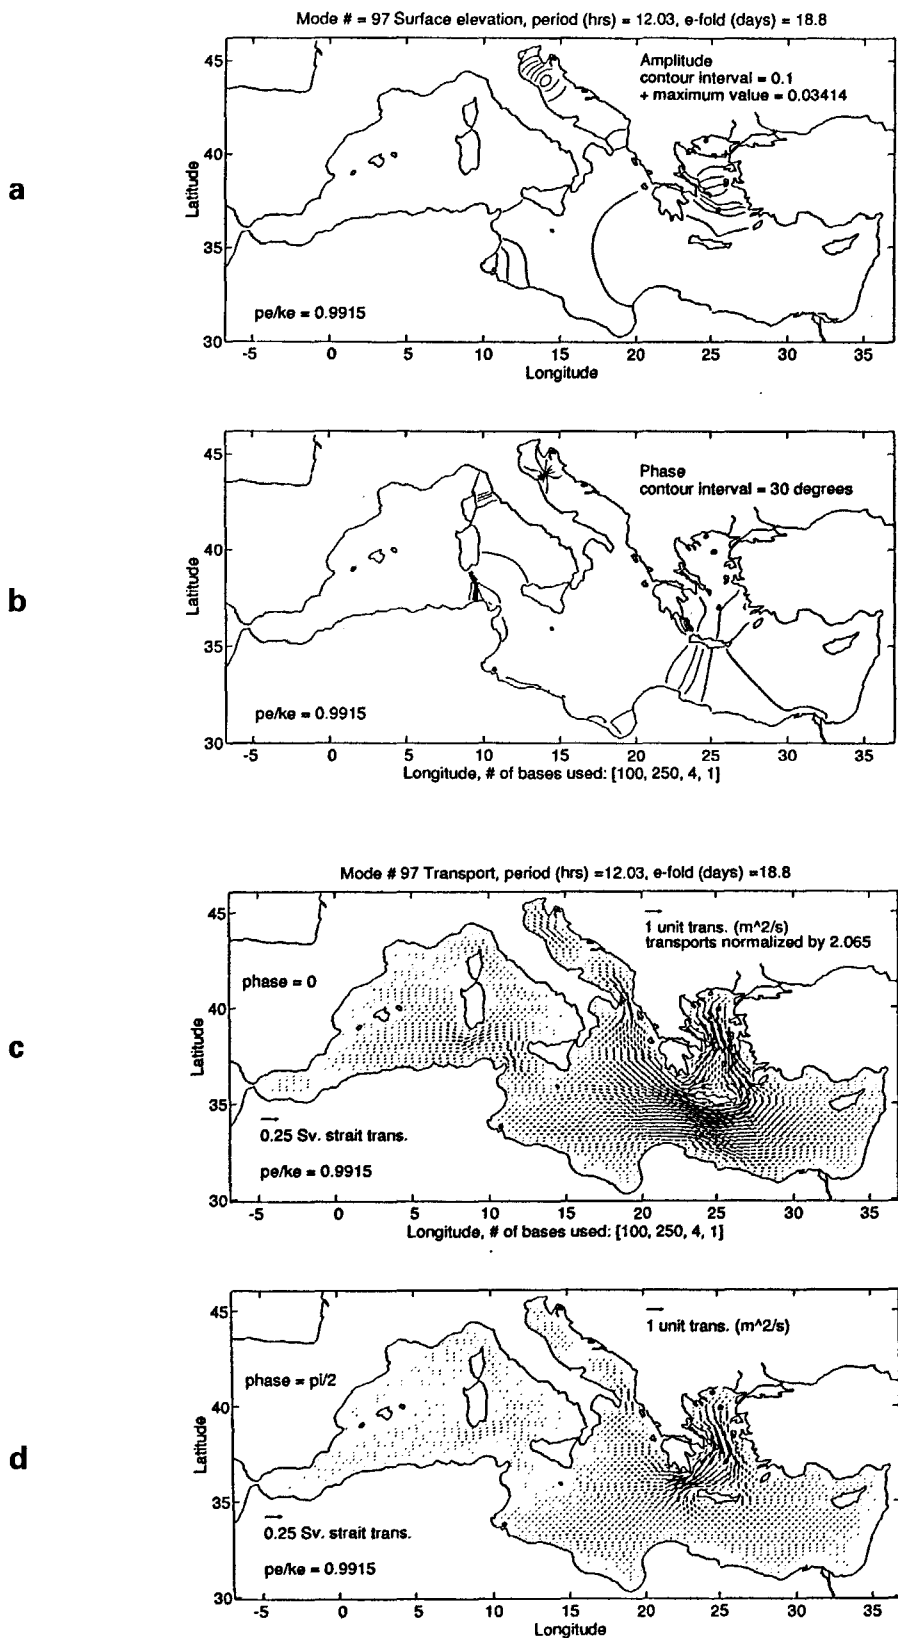 Mode # = 97 Surface elevation, period (hrs) = 12.03, e-fold (days) = 18.8
a
Amplitude
contour interval = 0.1
+ maximum value = 0.03414
pe/ke = 0.9915
Latitude
45
40
35
30
-5 0 5 10 15 20 25 30 35
Longitude
b
Phase
contour interval = 30 degrees
pe/ke = 0.9915
Latitude
45
40
35
30
-5 0 5 10 15 20 25 30 35
Longitude, # of bases used: [100, 250, 4, 1]
Mode # 97 Transport, period (hrs) =12.03, e-fold (days) =18.8
c
1 unit trans. (m^2/s)
transports normalized by 2.065
phase = 0
0.25 Sv. strait trans.
pe/ke = 0.9915
Latitude
45
40
35
30
-5 0 5 10 15 20 25 30 35
Longitude, # of bases used: [100, 250, 4, 1]
d
1 unit trans. (m^2/s)
phase = pi/2
0.25 Sv. strait trans.
pe/ke = 0.9915
Latitude
45
40
35
30
-5 0 5 10 15 20 25 30 35
Longitude